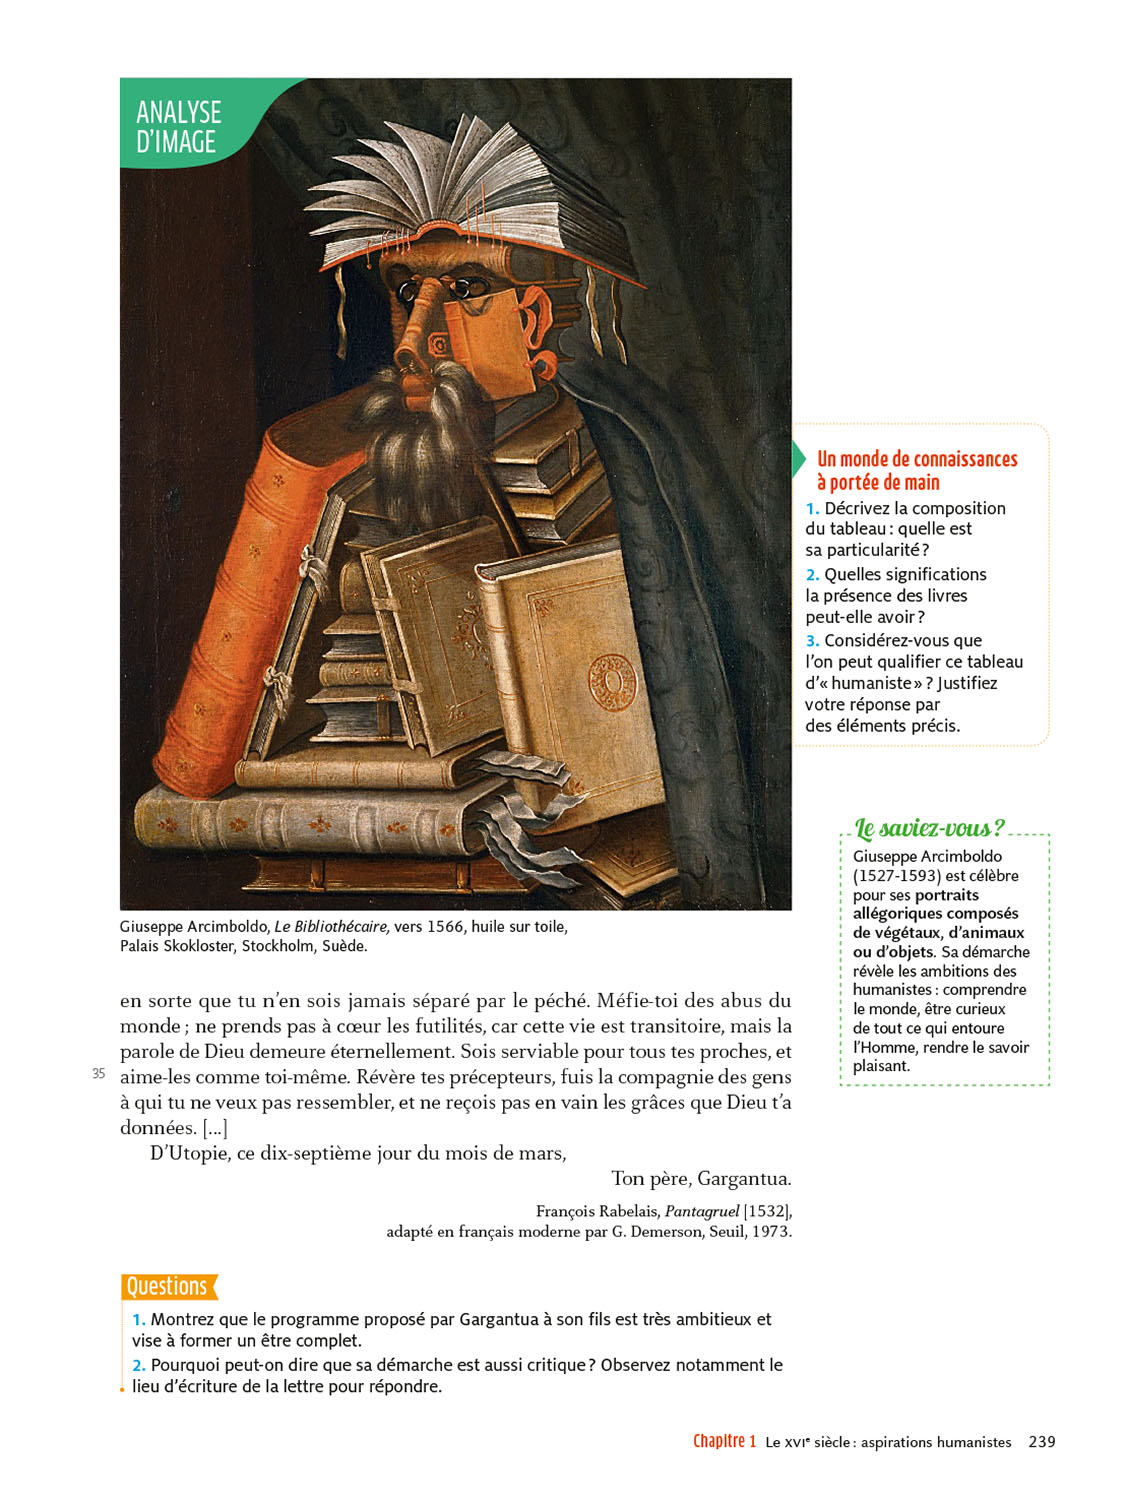 ANALYSE
D'IMAGE
Un monde de connaissances
à portée de main
1. Décrivez la composition
du tableau : quelle est
sa particularité ?
2. Quelles significations
la présence des livres
peut-elle avoir ?
3. Considérez-vous que
l'on peut qualifier ce tableau
d'« humaniste » ? Justifiez
votre réponse par
des éléments précis.
Le saviez-vous ?
Giuseppe Arcimboldo
(1527-1593) est célèbre
pour ses portraits
allégoriques composés
de végétaux, d'animaux
ou d'objets. Sa démarche
révèle les ambitions des
humanistes : comprendre
le monde, être curieux
de tout ce qui entoure
l'Homme, rendre le savoir
plaisant.
Giuseppe Arcimboldo, Le Bibliothécaire, vers 1566, huile sur toile,
Palais Skokloster, Stockholm, Suède.
en sorte que tu n'en sois jamais séparé par le péché. Méfie-toi des abus du
monde ; ne prends pas à cœur les futilités, car cette vie est transitoire, mais la
parole de Dieu demeure éternellement. Sois serviable pour tous tes proches, et
35 aime-les comme toi-même. Révère tes précepteurs, fuis la compagnie des gens
à qui tu ne veux pas ressembler, et ne reçois pas en vain les grâces que Dieu t'a
données. [...]
D'Utopie, ce dix-septième jour du mois de mars,
Ton père, Gargantua.
François Rabelais, Pantagruel [1532],
adapté en français moderne par G. Demerson, Seuil, 1973.
Questions
1. Montrez que le programme proposé par Gargantua à son fils est très ambitieux et
vise à former un être complet.
2. Pourquoi peut-on dire que sa démarche est aussi critique ? Observez notamment le
lieu d'écriture de la lettre pour répondre.
Chapitre 1 Le XVIe siècle : aspirations humanistes 239